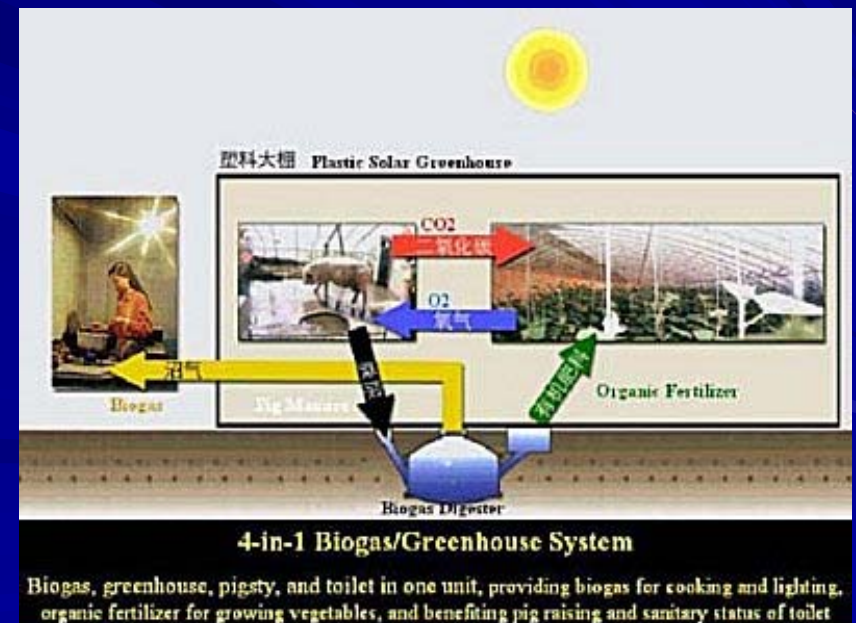 塑料大棚 Plastic Solar Greenhouse
CO2
二氧化碳
O2
氧气
沼气
Biogas
Pig Manure
有机肥料
Organic Fertilizer
Biogas Digester
4-in-1 Biogas/Greenhouse System
Biogas, greenhouse, pigsty, and toilet in one unit, providing biogas for cooking and lighting,
organic fertilizer for growing vegetables, and benefiting pig raising and sanitary status of toilet